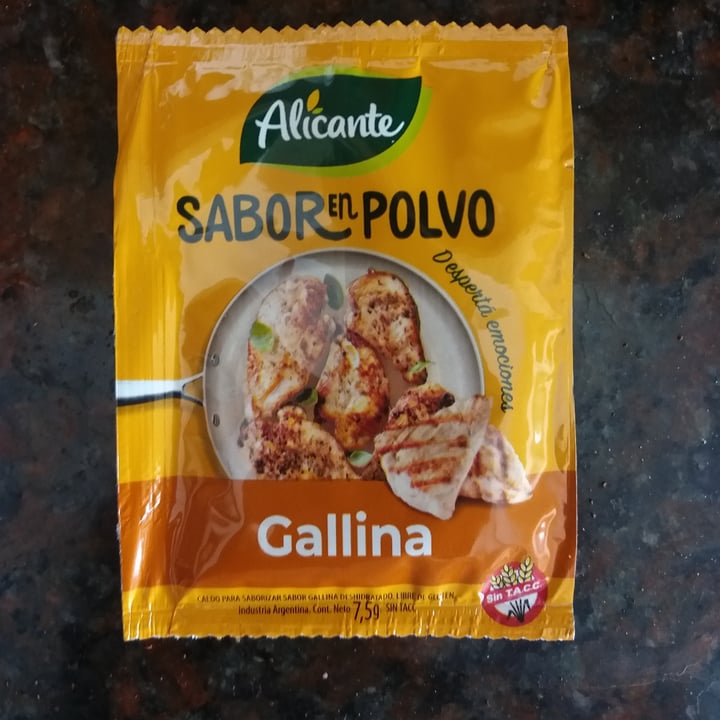 Alicante
SABOR en POLVO
Despertá emociones
Gallina
CALDO PARA SABORIZAR SABOR GALLINA DESHIDRATADO. LIBRE DE GLUTEN.
Industria Argentina. Cont. Neto 7,5g SIN TACC
Sin T.A.C.C.